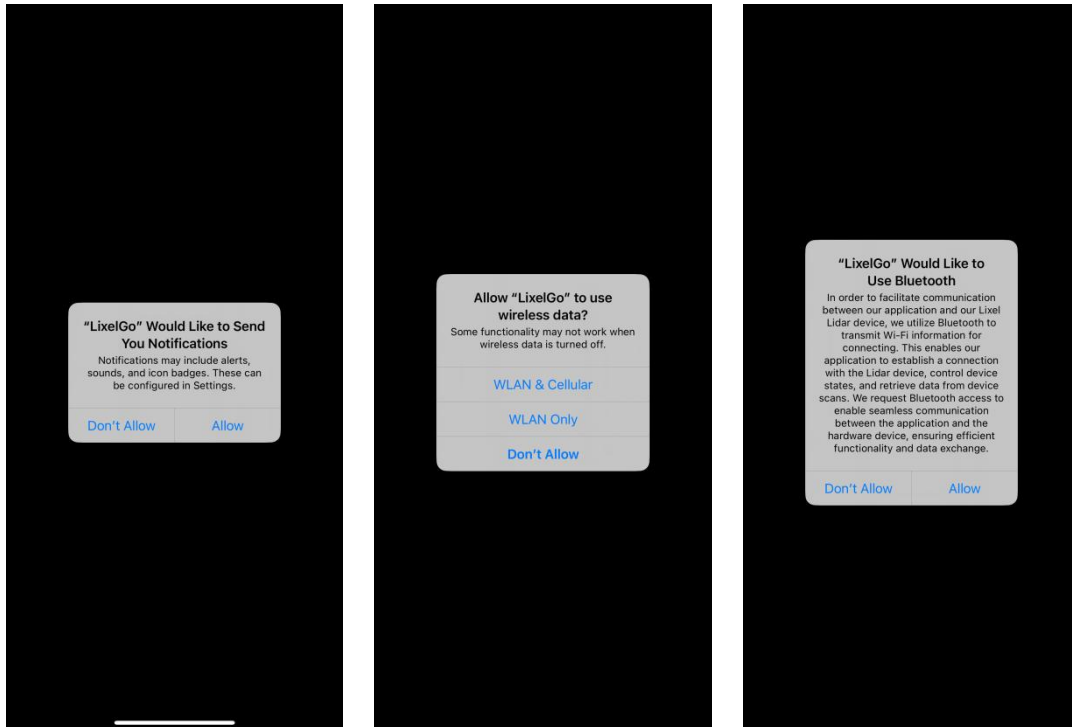 “LixelGo” Would Like to Send
You Notifications
Notifications may include alerts,
sounds, and icon badges. These can
be configured in Settings.
Don’t Allow
Allow
Allow “LixelGo” to use
wireless data?
Some functionality may not work when
wireless data is turned off.
WLAN & Cellular
WLAN Only
Don’t Allow
“LixelGo” Would Like to
Use Bluetooth
In order to facilitate communication
between our application and our Lixel
Lidar device, we utilize Bluetooth to
transmit Wi-Fi information for
connecting. This enables our
application to establish a connection
with the Lidar device, control device
states, and retrieve data from device
scans. We request Bluetooth access to
enable seamless communication
between the application and the
hardware device, ensuring efficient
functionality and data exchange.
Don’t Allow
Allow